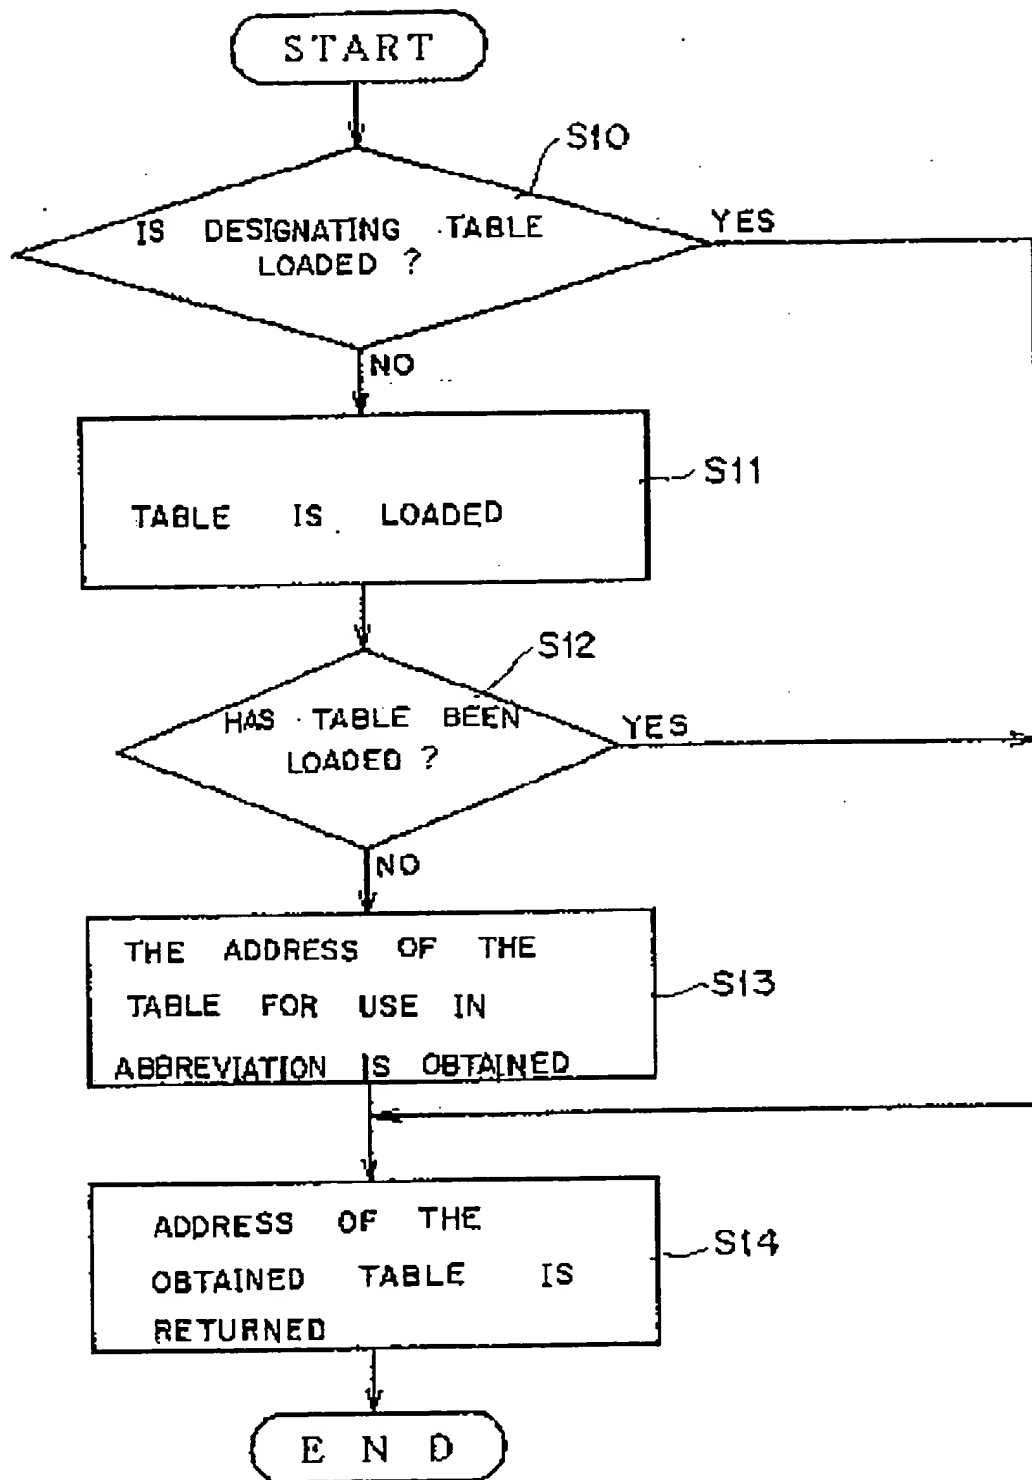 START
S10
IS DESIGNATING TABLE
LOADED ?
YES
NO
S11
TABLE IS LOADED
S12
HAS TABLE BEEN
LOADED ?
YES
NO
THE ADDRESS OF THE
TABLE FOR USE IN
ABBREVIATION IS OBTAINED
S13
ADDRESS OF THE
OBTAINED TABLE IS
RETURNED
S14
END